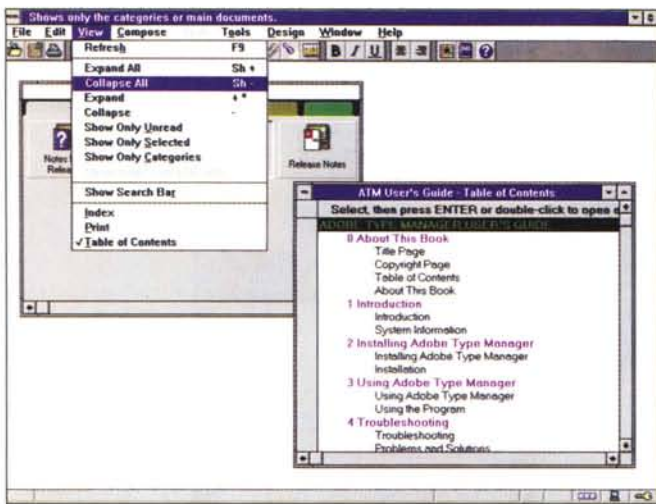 Shows only the categories or main documents.
File Edit View Compose Tools Design Window Help
Refresh F9
Expand All Sh +
Collapse All Sh -
Expand + *
Collapse -
Show Only Unread
Show Only Selected
Show Only Categories
Show Search Bar
Index
Print
✓Table of Contents
Notes
Relea
Release Notes
ATM User's Guide - Table of Contents
Select, then press ENTER or double-click to open
ADOBE TYPE MANAGER USER'S GUIDE
0 About This Book
Title Page
Copyright Page
Table of Contents
About This Book
1 Introduction
Introduction
System Information
2 Installing Adobe Type Manager
Installing Adobe Type Manager
Installation
3 Using Adobe Type Manager
Using Adobe Type Manager
Using the Program
4 Troubleshooting
Troubleshooting
Problems and Solutions
B I U